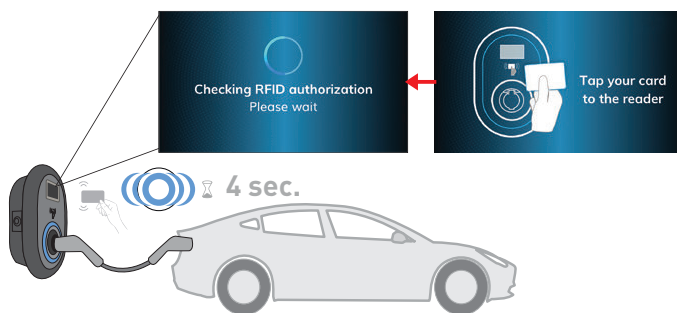 Checking RFID authorization
Please wait
Tap your card
to the reader
4 sec.